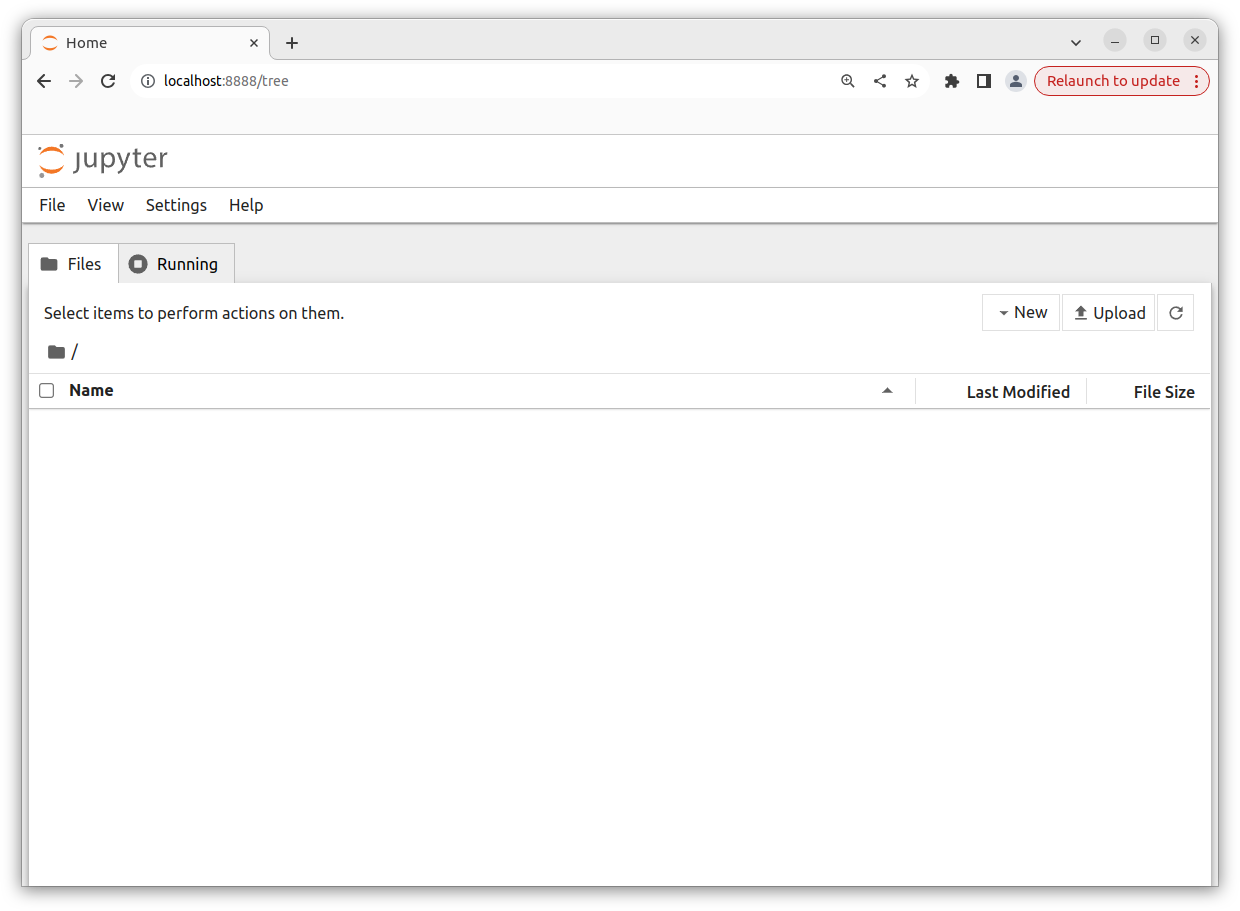 Home
localhost:8888/tree
Relaunch to update
jupyter
File View Settings Help
Files Running
Select items to perform actions on them.
New Upload
/
Name Last Modified File Size